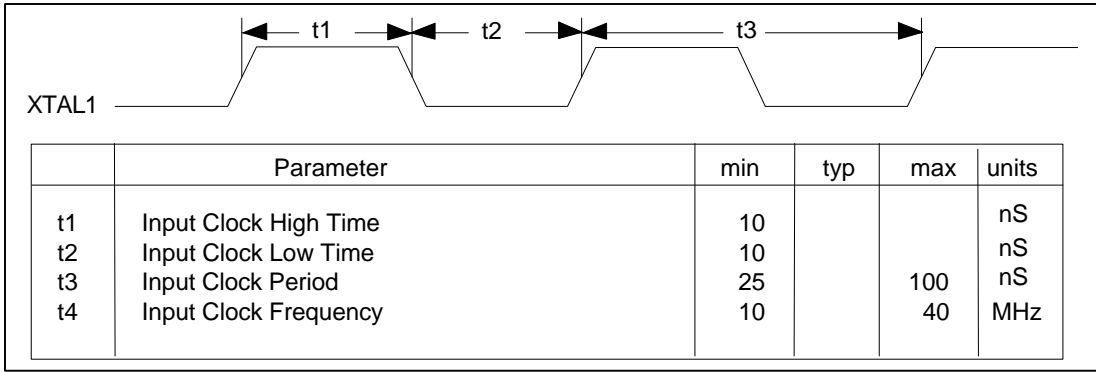 t1 t2 t3
XTAL1
Parameter min typ max units
t1 Input Clock High Time 10 nS
t2 Input Clock Low Time 10 nS
t3 Input Clock Period 25 100 nS
t4 Input Clock Frequency 10 40 MHz